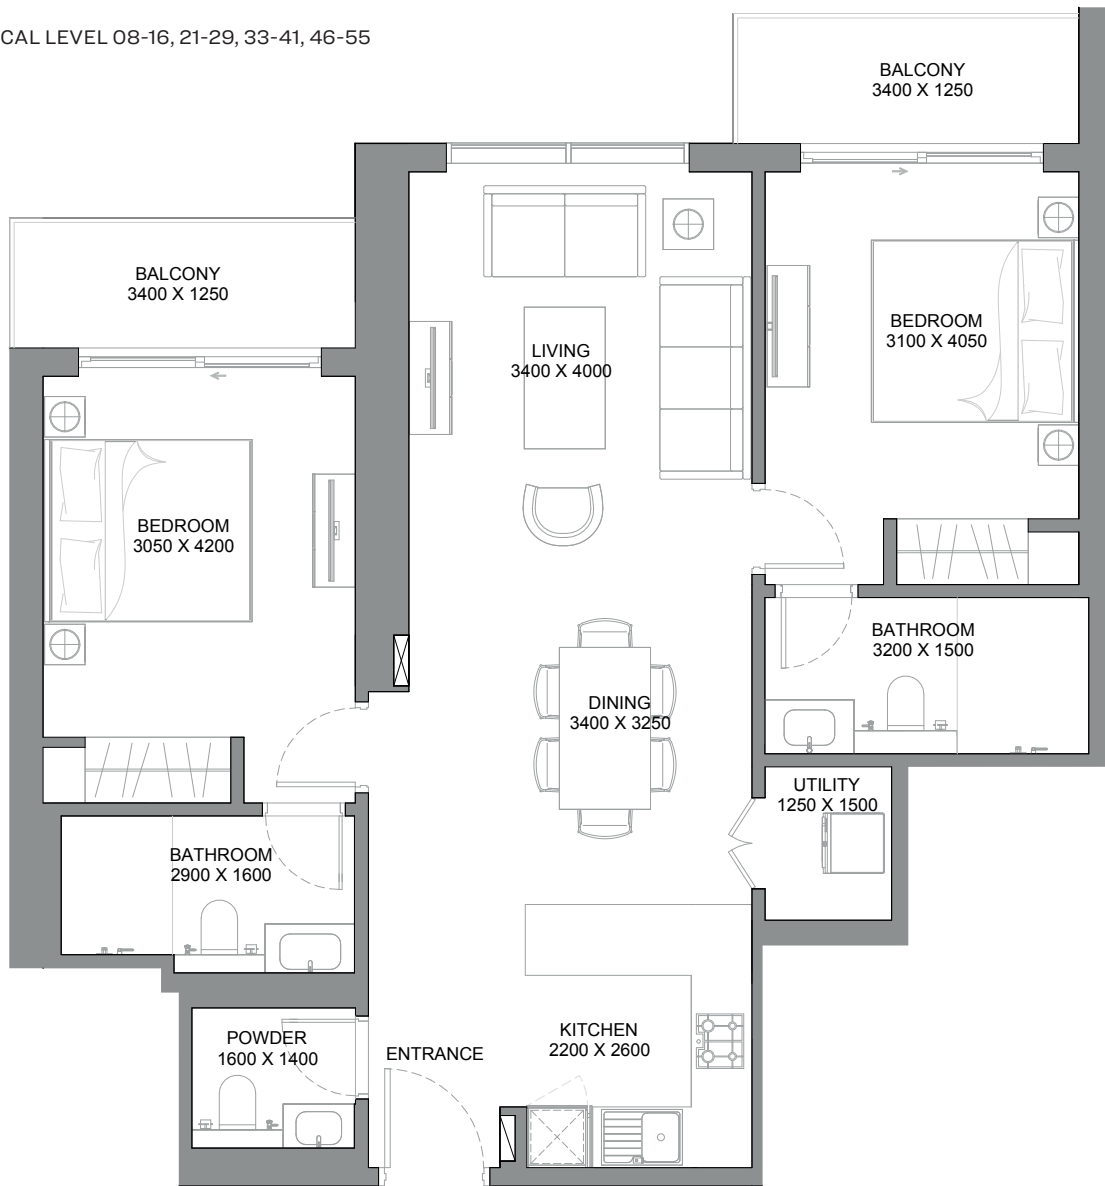 CAL LEVEL 08-16, 21-29, 33-41, 46-55
BALCONY
3400 X 1250
BALCONY
3400 X 1250
LIVING
3400 X 4000
BEDROOM
3100 X 4050
BEDROOM
3050 X 4200
BATHROOM
3200 X 1500
DINING
3400 X 3250
UTILITY
1250 X 1500
BATHROOM
2900 X 1600
POWDER
1600 X 1400
ENTRANCE
KITCHEN
2200 X 2600